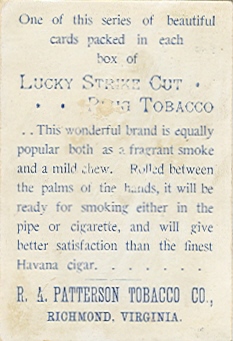 One of this series of beautiful
cards packed in each
box of
LUCKY STRIKE CUT .
. . PLUG TOBACCO
. . This wonderful brand is equally
popular both as a fragrant smoke
and a mild chew. Rolled between
the palms of the hands, it will be
ready for smoking either in the
pipe or cigarette, and will give
better satisfaction than the finest
Havana cigar. . . . . . .
R. A. PATTERSON TOBACCO CO.,
RICHMOND, VIRGINIA.